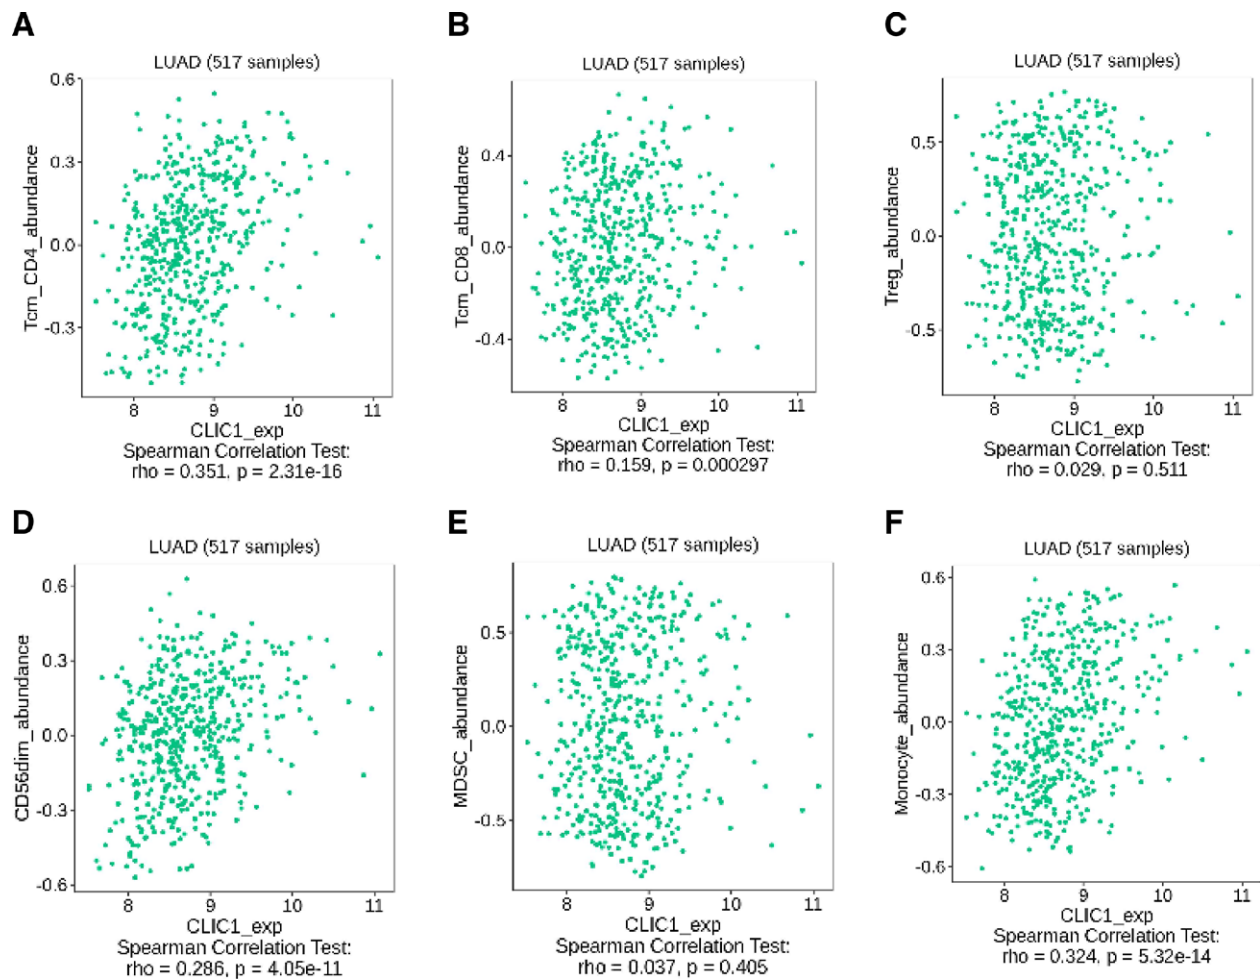 A
LUAD (517 samples)
Tcm_CD4_abundance
0.6
0.3
0.0
-0.3
8 9 10 11
CLIC1_exp
Spearman Correlation Test:
rho = 0.351, p = 2.31e-16
B
LUAD (517 samples)
Tcm_CD8_abundance
0.4
0.0
-0.4
8 9 10 11
CLIC1_exp
Spearman Correlation Test:
rho = 0.159, p = 0.000297
C
LUAD (517 samples)
Treg_abundance
0.5
0.0
-0.5
8 9 10 11
CLIC1_exp
Spearman Correlation Test:
rho = 0.029, p = 0.511
D
LUAD (517 samples)
CD56dim_abundance
0.6
0.3
0.0
-0.3
-0.6
8 9 10 11
CLIC1_exp
Spearman Correlation Test:
rho = 0.286, p = 4.05e-11
E
LUAD (517 samples)
MDSC_abundance
0.5
0.0
-0.5
8 9 10 11
CLIC1_exp
Spearman Correlation Test:
rho = 0.037, p = 0.405
F
LUAD (517 samples)
Monocyte_abundance
0.6
0.3
0.0
-0.3
-0.6
8 9 10 11
CLIC1_exp
Spearman Correlation Test:
rho = 0.324, p = 5.32e-14